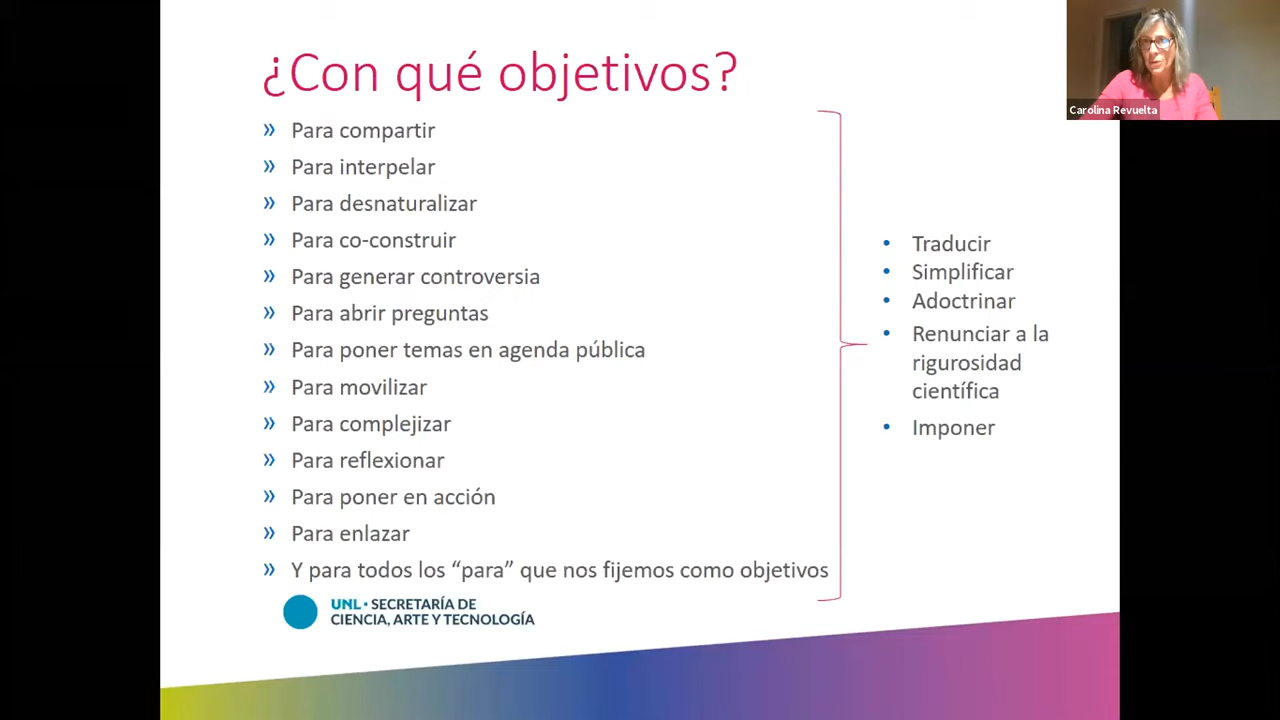 ¿Con qué objetivos?
» Para compartir
» Para interpelar
» Para desnaturalizar
» Para co-construir
» Para generar controversia
» Para abrir preguntas
» Para poner temas en agenda pública
» Para movilizar
» Para complejizar
» Para reflexionar
» Para poner en acción
» Para enlazar
» Y para todos los “para” que nos fijemos como objetivos
• Traducir
• Simplificar
• Adoctrinar
• Renunciar a la
rigurosidad
científica
• Imponer
UNL • SECRETARÍA DE
CIENCIA, ARTE Y TECNOLOGÍA
Carolina Revuelta